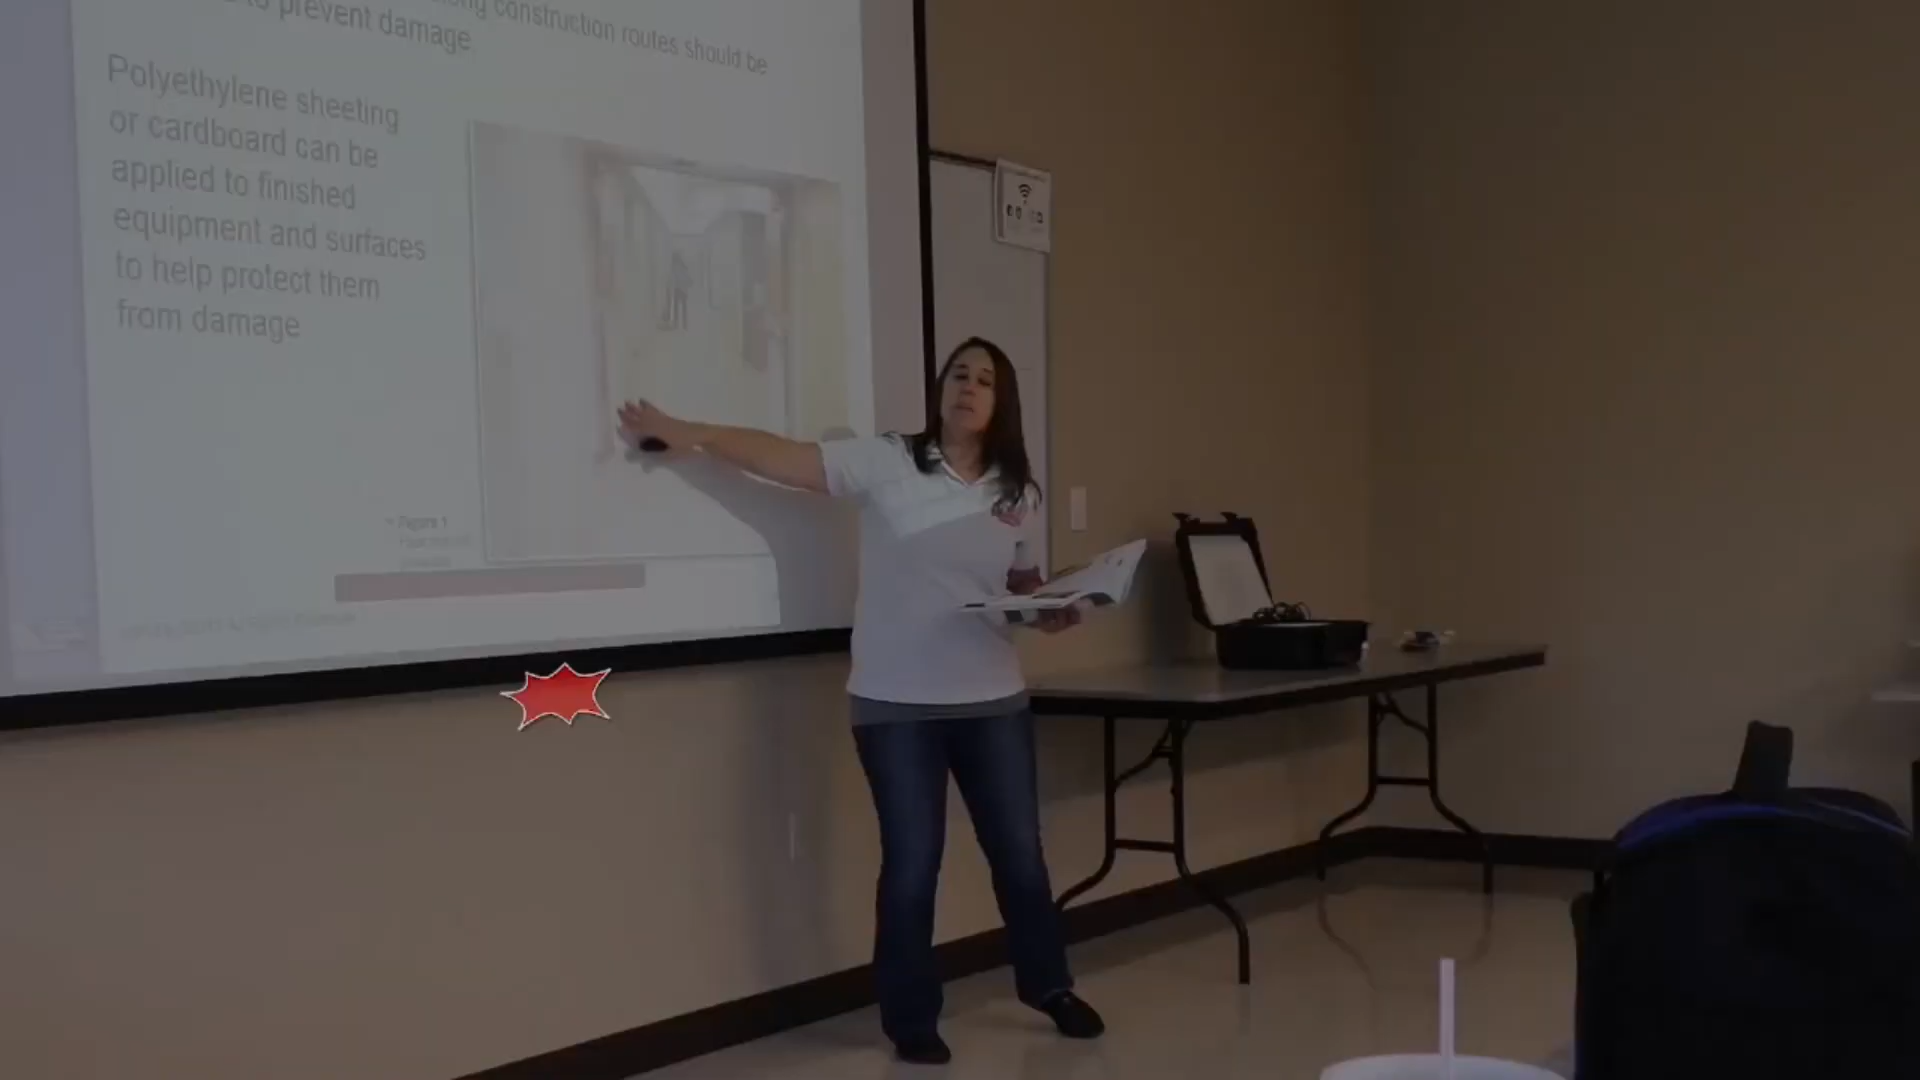 construction routes should be
to prevent damage
Polyethylene sheeting
or cardboard can be
applied to finished
equipment and surfaces
to help protect them
from damage
Figure 1